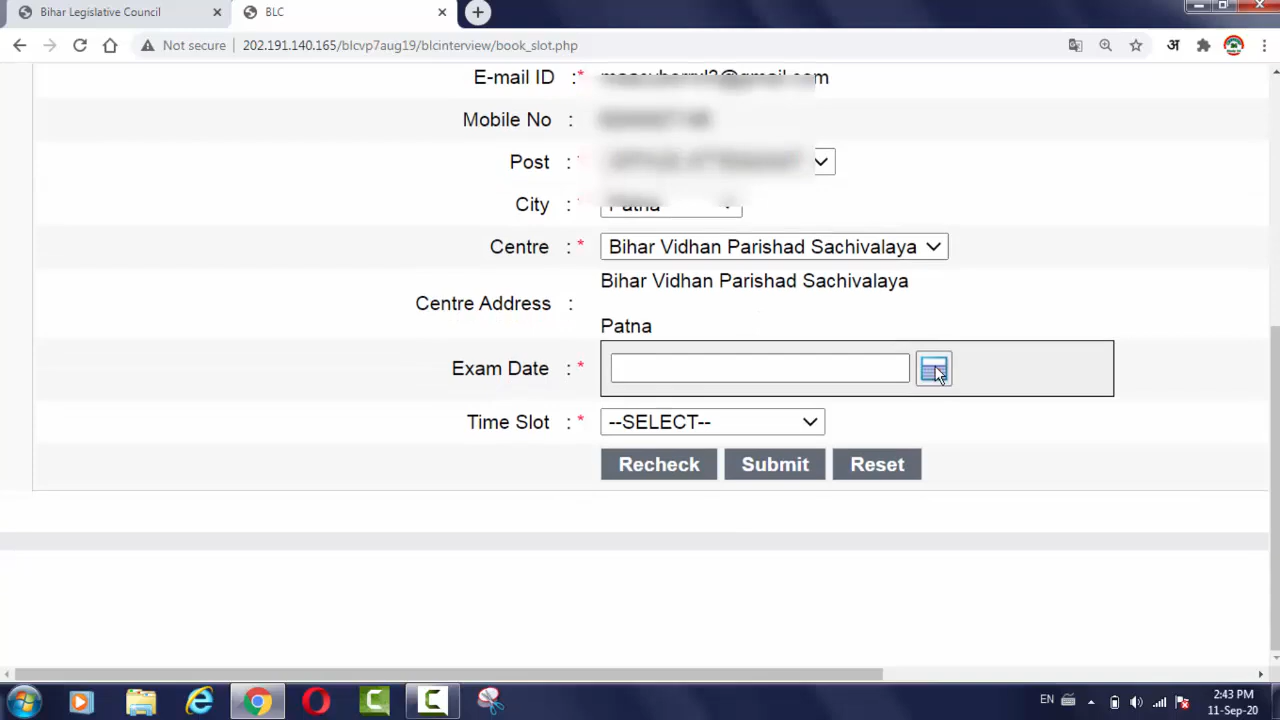 Bihar Legislative Council
BLC
Not secure
202.191.140.165/blcvp7aug19/blcinterview/book_slot.php
अ
E-mail ID :*
Mobile No :
Post :
City : Patna
Centre : * Bihar Vidhan Parishad Sachivalaya
Bihar Vidhan Parishad Sachivalaya
Centre Address :
Patna
Exam Date : *
Time Slot : * --SELECT--
Recheck Submit Reset
EN
2:43 PM
11-Sep-20